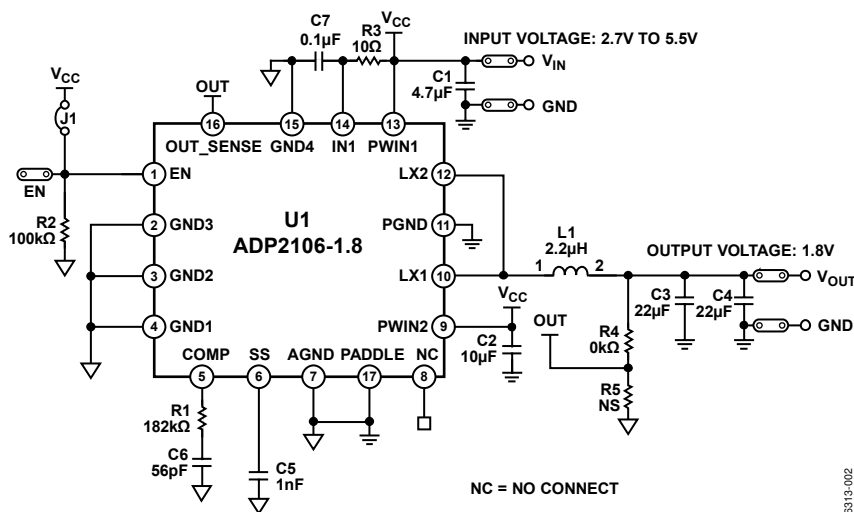 C7
0.1µF
R3
10Ω
VCC
INPUT VOLTAGE: 2.7V TO 5.5V
VIN
C1
4.7µF
GND
VCC
J1
OUT
16
15
14
13
OUT_SENSE
GND4
IN1
PWIN1
EN
1
EN
LX2
12
R2
100kΩ
2
GND3
U1
ADP2106-1.8
PGND
11
3
GND2
LX1
10
L1
2.2µH
1
2
OUTPUT VOLTAGE: 1.8V
VOUT
4
GND1
VCC
PWIN2
9
C2
10µF
OUT
R4
0kΩ
C3
22µF
C4
22µF
GND
COMP
SS
AGND
PADDLE
NC
5
6
7
17
8
R5
NS
R1
182kΩ
C6
56pF
C5
1nF
NC = NO CONNECT
6313-002